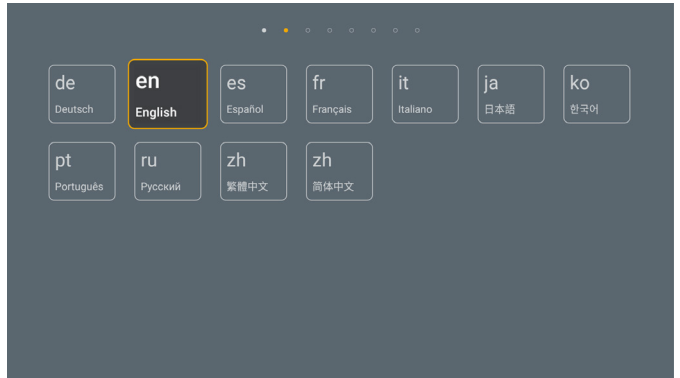 de
Deutsch
en
English
es
Español
fr
Français
it
Italiano
ja
日本語
ko
한국어
pt
Português
ru
Русский
zh
繁體中文
zh
简体中文